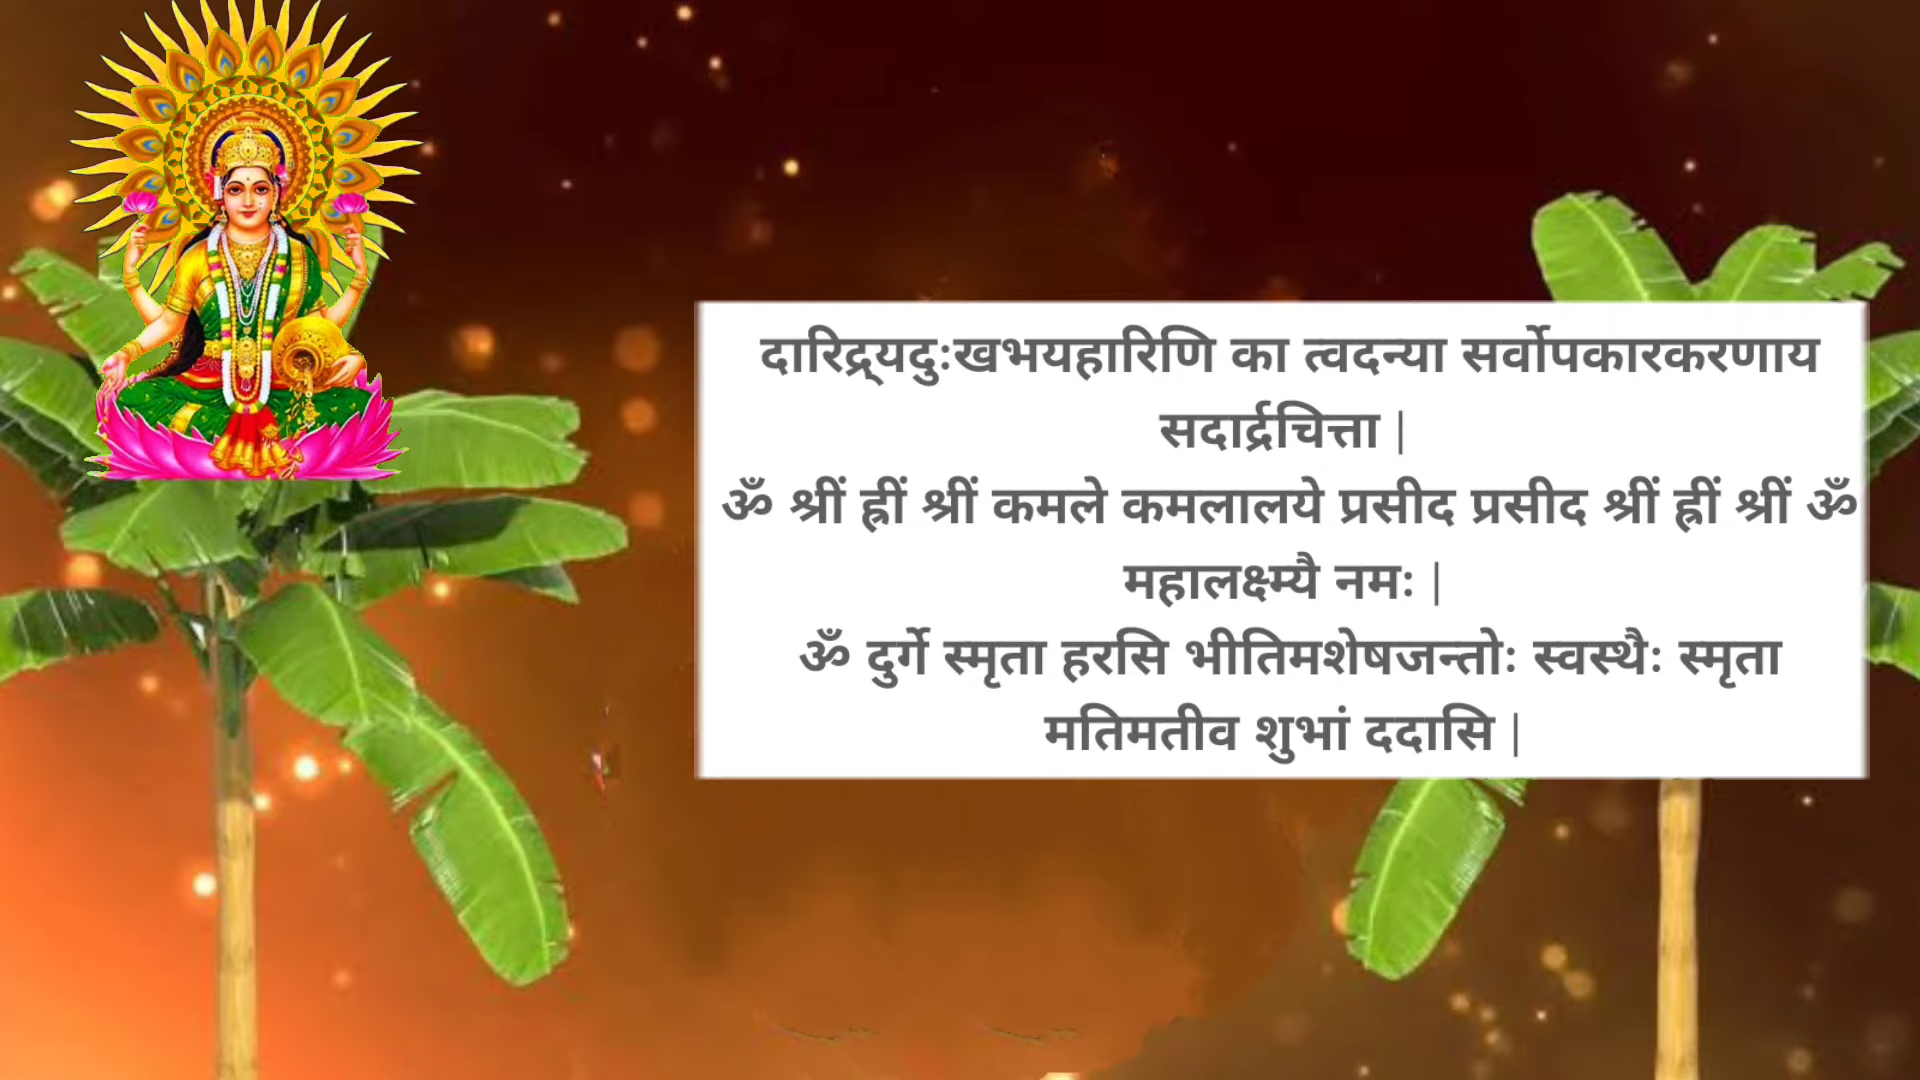 दारिद्र्यदुःखभयहारिणि का त्वदन्या सर्वोपकारकरणाय
सदार्द्रचित्ता |
ॐ श्रीं ह्रीं श्रीं कमले कमलालये प्रसीद प्रसीद श्रीं ह्रीं श्रीं ॐ
महालक्ष्म्यै नमः |
ॐ दुर्गे स्मृता हरसि भीतिमशेषजन्तोः स्वस्थैः स्मृता
मतिमतीव शुभां ददासि |